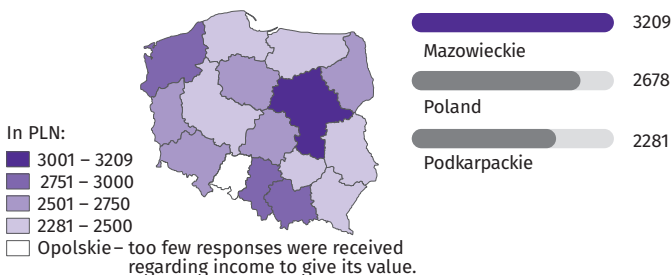 3209
Mazowieckie
2678
Poland
2281
Podkarpackie
In PLN:
3001 – 3209
2751 – 3000
2501 – 2750
2281 – 2500
Opolskie – too few responses were received
regarding income to give its value.